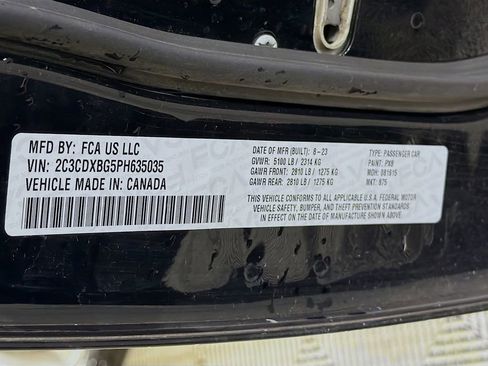 MFD BY: FCA US LLC
VIN: 2C3CDXBG5PH635035
VEHICLE MADE IN: CANADA
DATE OF MFR (BUILT): 8-23
GVWR: 5100 LB / 2314 KG
GAWR FRONT: 2810 LB / 1275 KG
GAWR REAR: 2810 LB / 1275 KG
TYPE: PASSENGER CAR
PAINT: PX8
MDH: 081615
MKT: 875
THIS VEHICLE CONFORMS TO ALL APPLICABLE U.S.A. FEDERAL MOTOR
VEHICLE SAFETY, BUMPER, AND THEFT PREVENTION STANDARDS IN
EFFECT ON THE DATE OF MANUFACTURE SHOWN ABOVE.